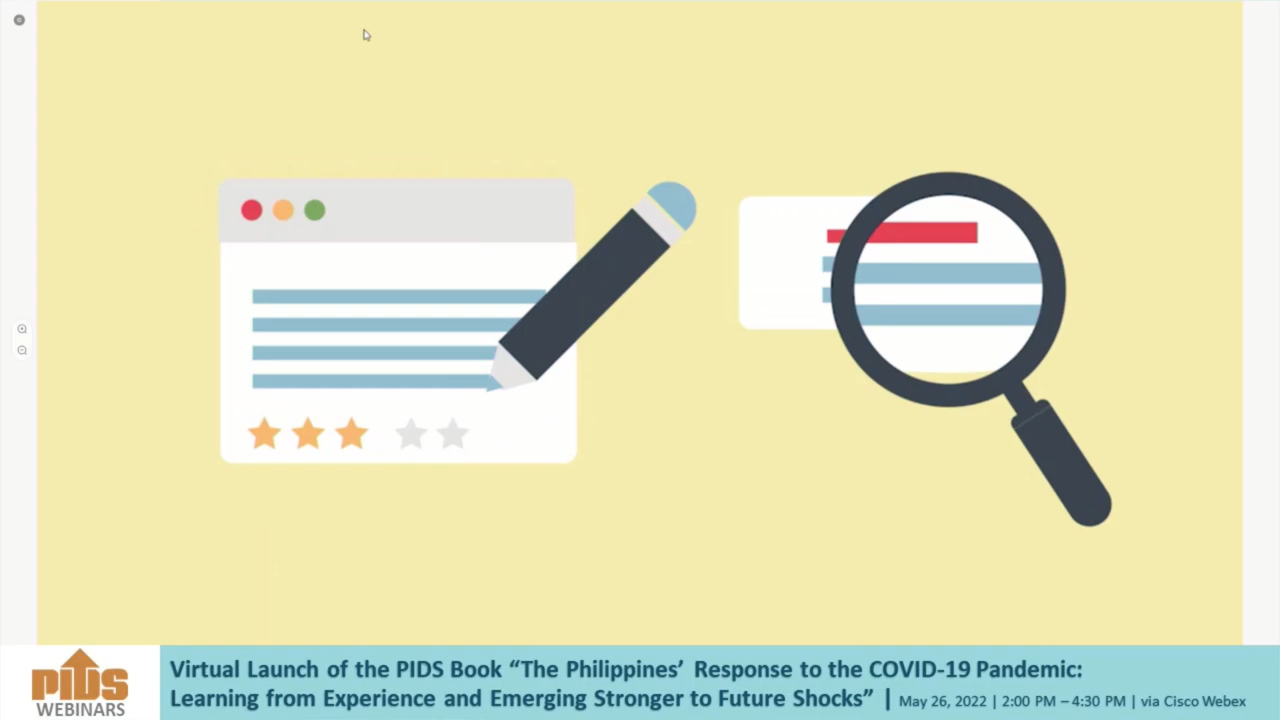 PIDS
WEBINARS
Virtual Launch of the PIDS Book “The Philippines’ Response to the COVID-19 Pandemic:
Learning from Experience and Emerging Stronger to Future Shocks” | May 26, 2022 | 2:00 PM – 4:30 PM | via Cisco Webex